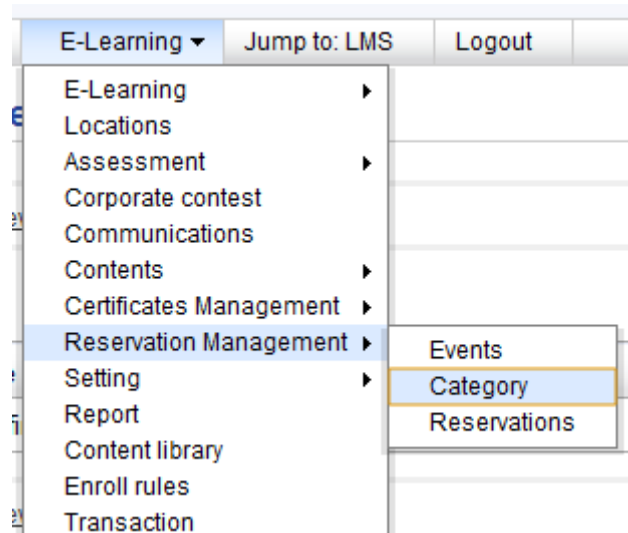 E-Learning Jump to: LMS Logout
E-Learning
Locations
Assessment
Corporate contest
Communications
Contents
Certificates Management
Reservation Management
Events
Setting
Category
Report
Reservations
Content library
Enroll rules
Transaction